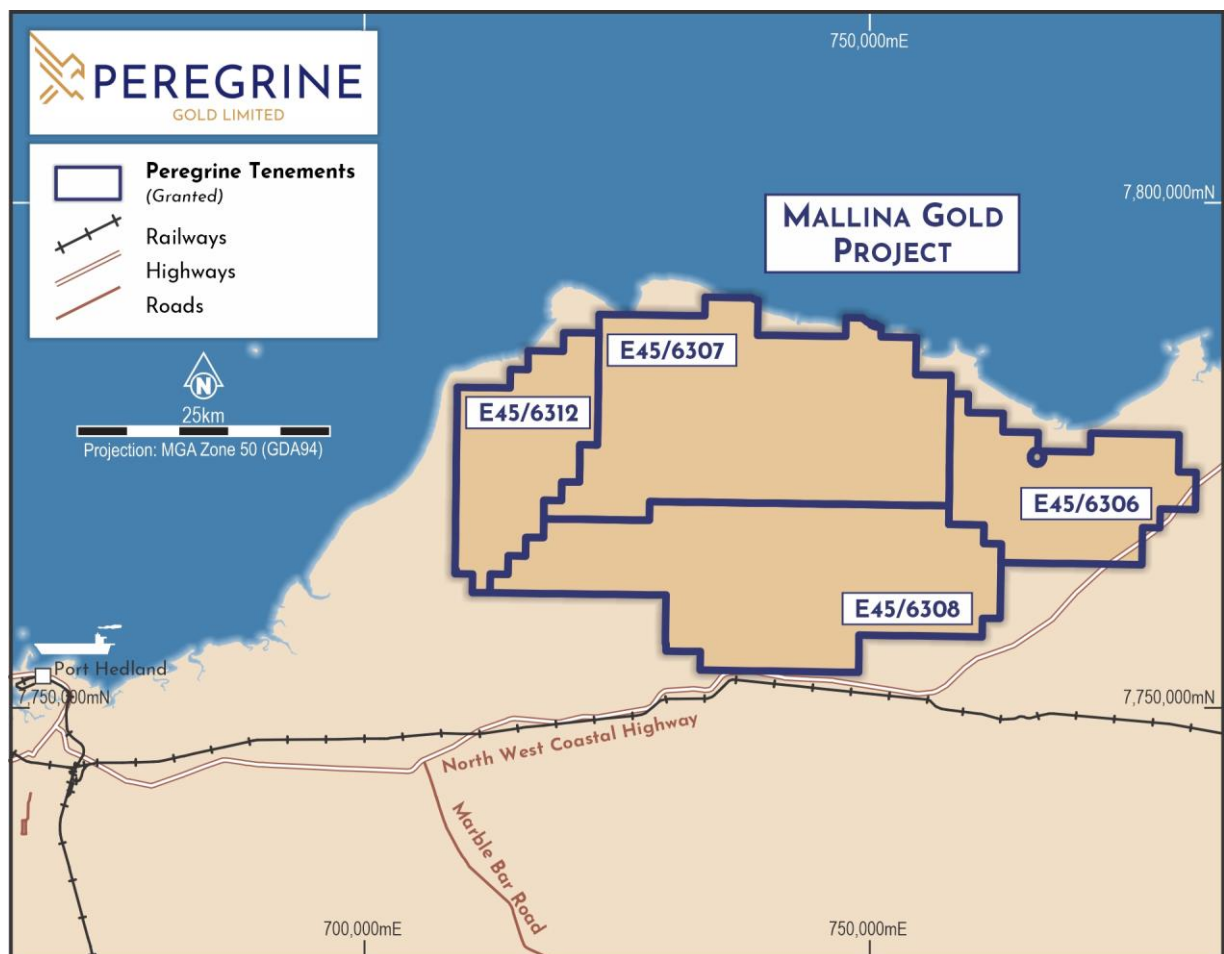 PEREGRINE
GOLD LIMITED
750,000mE
Peregrine Tenements
(Granted)
Railways
Highways
Roads
7,800,000mN
MALLINA GOLD
PROJECT
N
25km
Projection: MGA Zone 50 (GDA94)
E45/6307
E45/6312
E45/6306
E45/6308
Port Hedland
7,750,000mN
7,750,000mN
North West Coastal Highway
Marble Bar Road
700,000mE
750,000mE